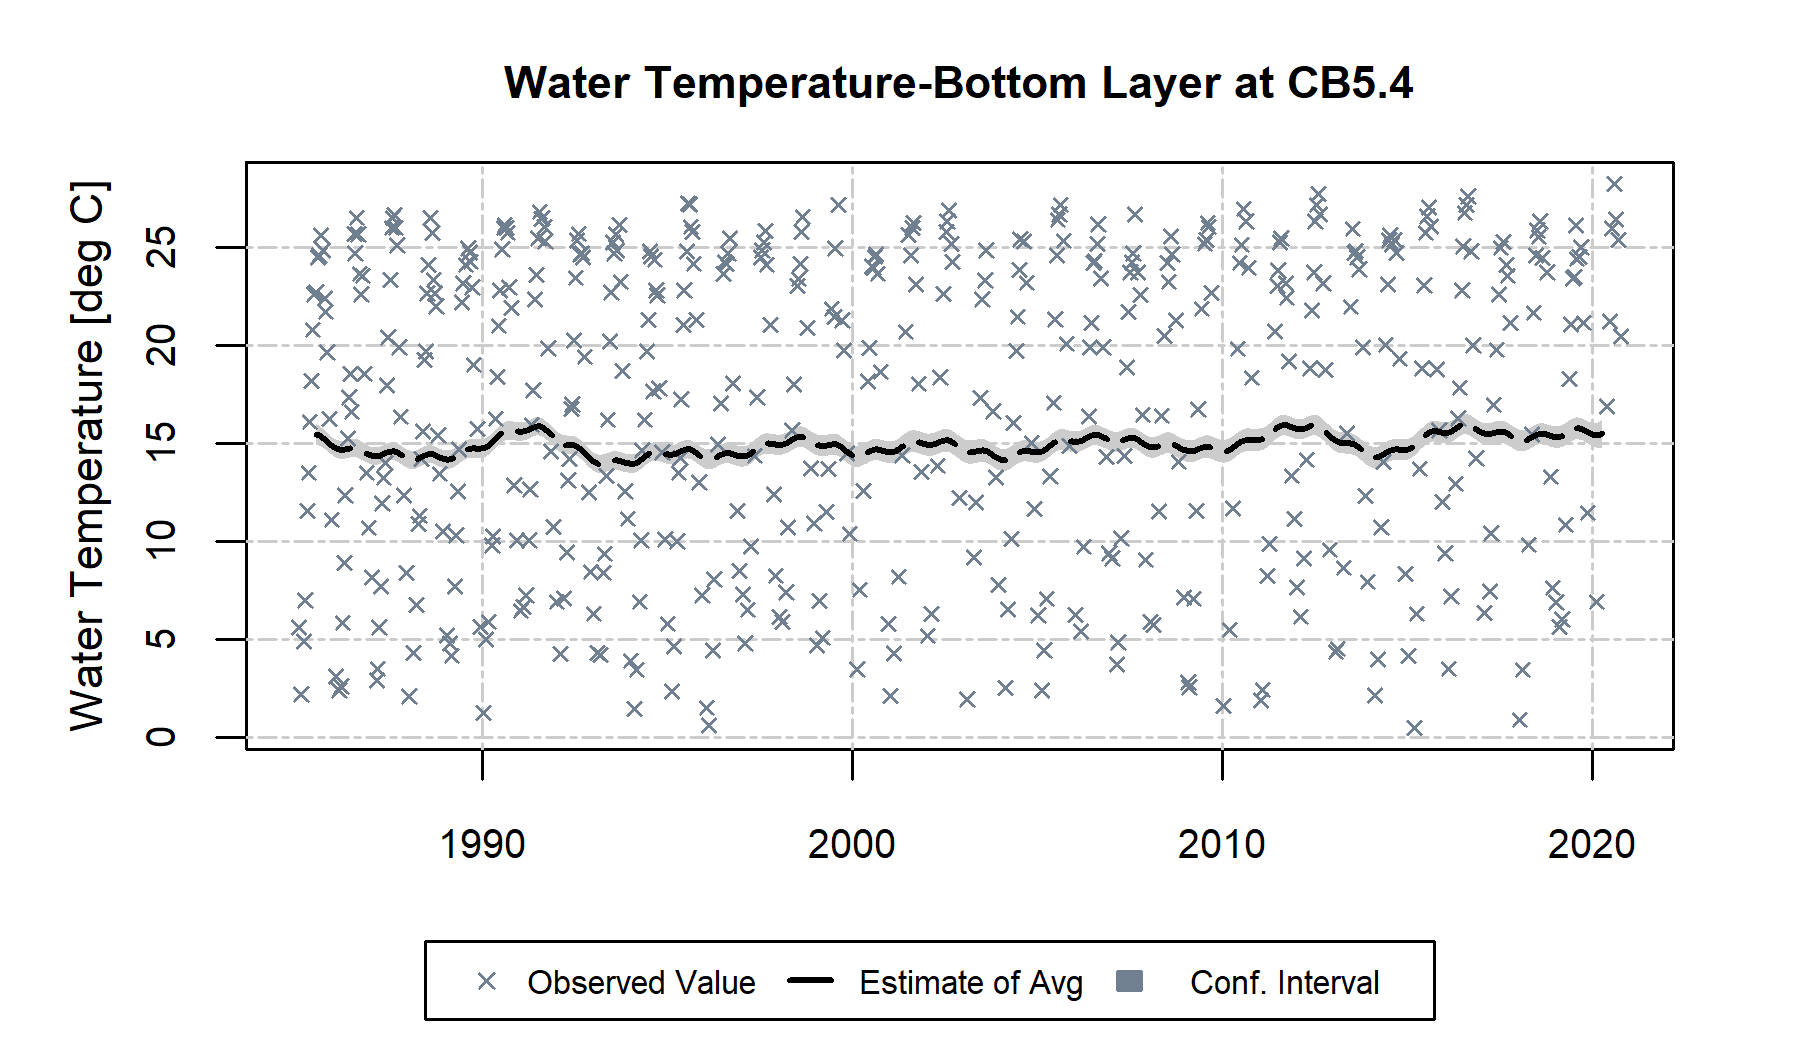 Water Temperature-Bottom Layer at CB5.4
Water Temperature [deg C]
25
20
15
10
5
0
1990 2000 2010 2020
Observed Value Estimate of Avg Conf. Interval